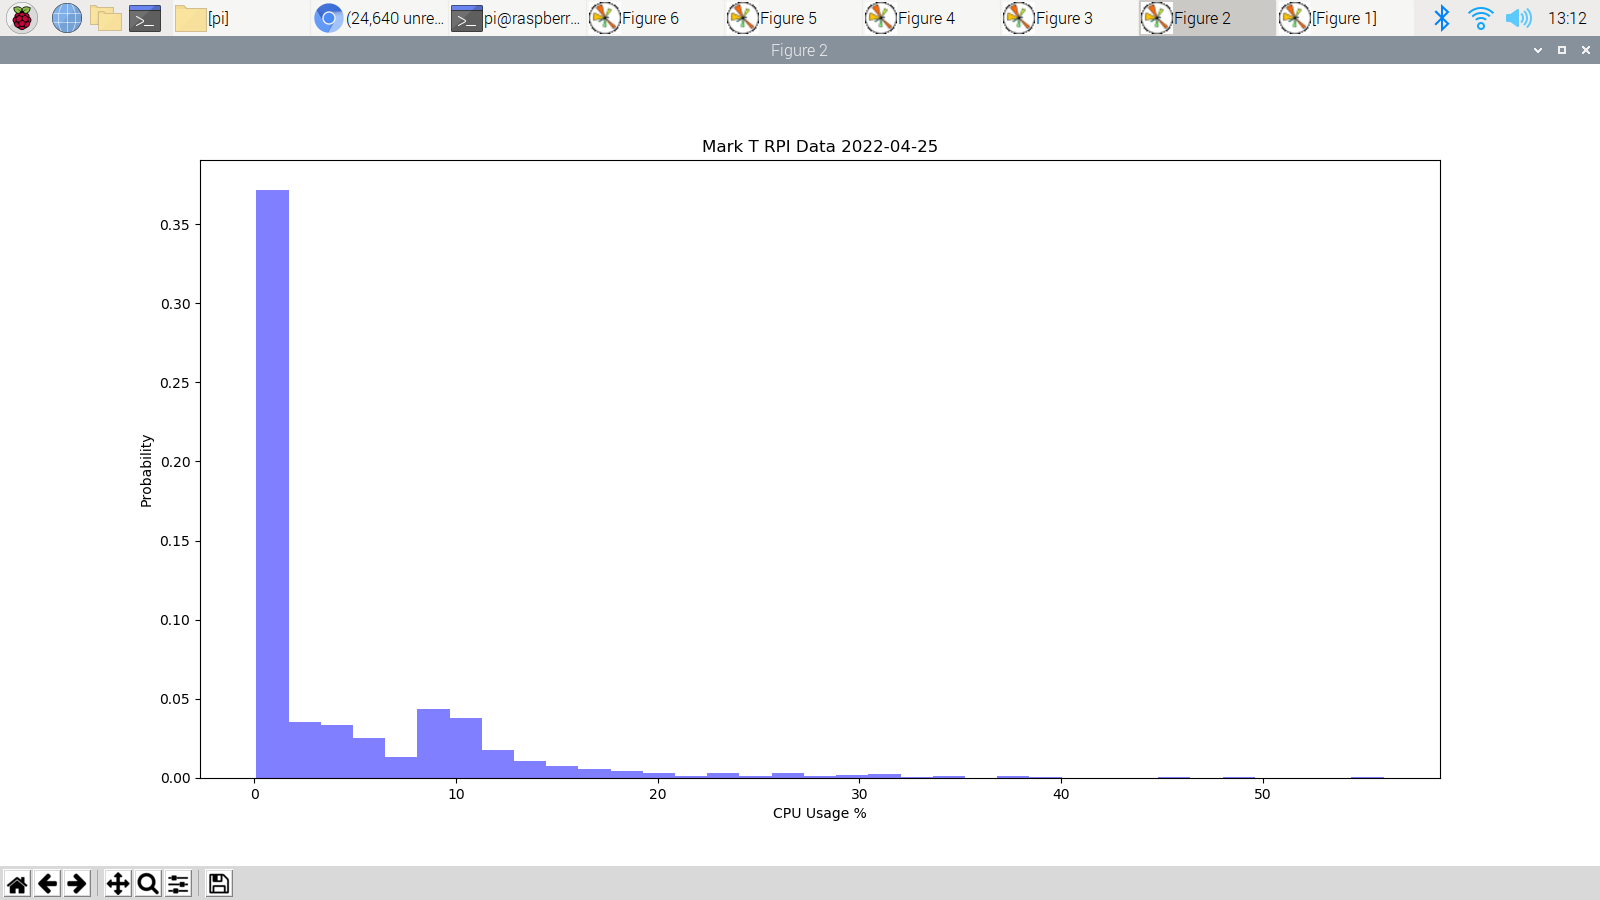 [pi] (24,640 unre... pi@raspberr... Figure 6 Figure 5 Figure 4 Figure 3 Figure 2 [Figure 1] 13:12
Figure 2
Mark T RPI Data 2022-04-25
0.35
0.30
0.25
0.20
0.15
0.10
0.05
0.00
Probability
0 10 20 30 40 50
CPU Usage %